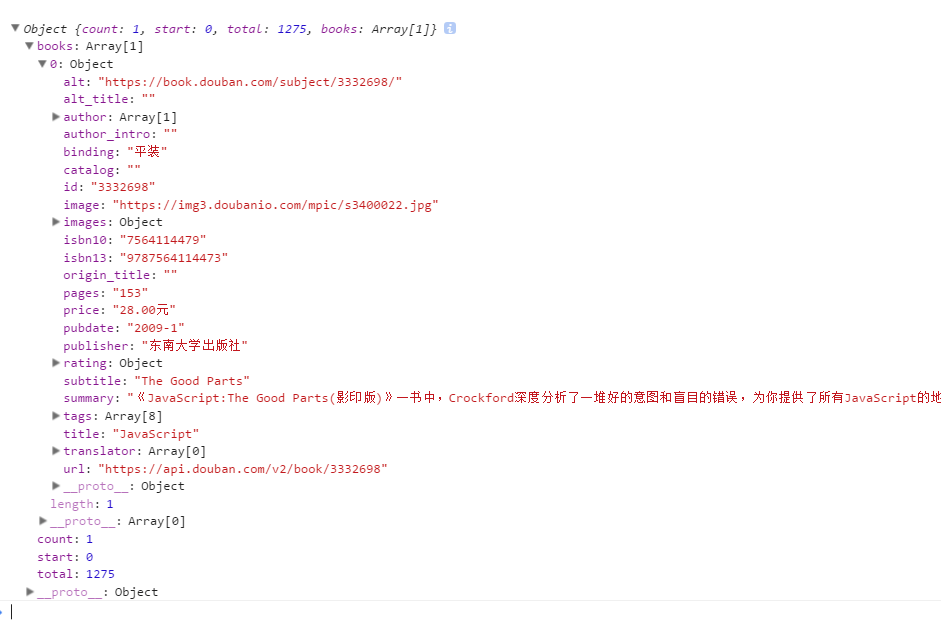 Object {count: 1, start: 0, total: 1275, books: Array[1]}
books: Array[1]
0: Object
alt: "https://book.douban.com/subject/3332698/"
alt_title: ""
author: Array[1]
author_intro: ""
binding: "平装"
catalog: ""
id: "3332698"
image: "https://img3.doubanio.com/mpic/s3400022.jpg"
images: Object
isbn10: "7564114479"
isbn13: "9787564114473"
origin_title: ""
pages: "153"
price: "28.00元"
pubdate: "2009-1"
publisher: "东南大学出版社"
rating: Object
subtitle: "The Good Parts"
summary: "《JavaScript:The Good Parts(影印版)》一书中，Crockford深度分析了一堆好的意图和盲目的错误，为你提供了所有JavaScript的地
tags: Array[8]
title: "JavaScript"
translator: Array[0]
url: "https://api.douban.com/v2/book/3332698"
__proto__: Object
length: 1
__proto__: Array[0]
count: 1
start: 0
total: 1275
__proto__: Object